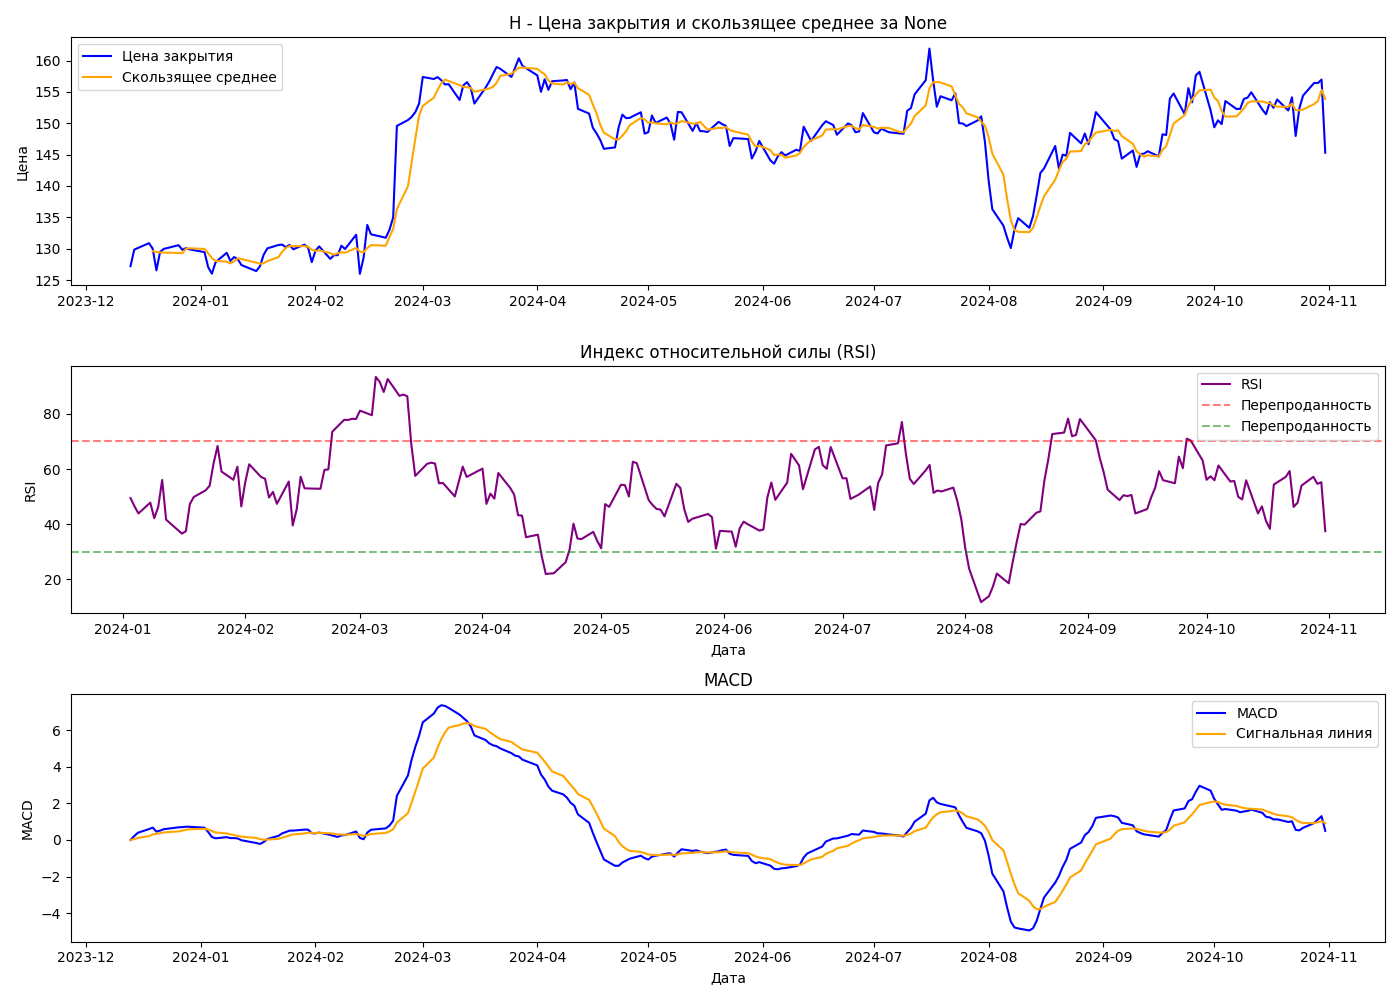 H - Цена закрытия и скользящее среднее за None
Цена закрытия
Скользящее среднее
Цена
160
155
150
145
140
135
130
125
2023-12 2024-01 2024-02 2024-03 2024-04 2024-05 2024-06 2024-07 2024-08 2024-09 2024-10 2024-11
Индекс относительной силы (RSI)
RSI
Перепроданность
Перепроданность
RSI
80
60
40
20
2024-01 2024-02 2024-03 2024-04 2024-05 2024-06 2024-07 2024-08 2024-09 2024-10 2024-11
Дата
MACD
MACD
Сигнальная линия
MACD
6
4
2
0
−2
−4
2023-12 2024-01 2024-02 2024-03 2024-04 2024-05 2024-06 2024-07 2024-08 2024-09 2024-10 2024-11
Дата